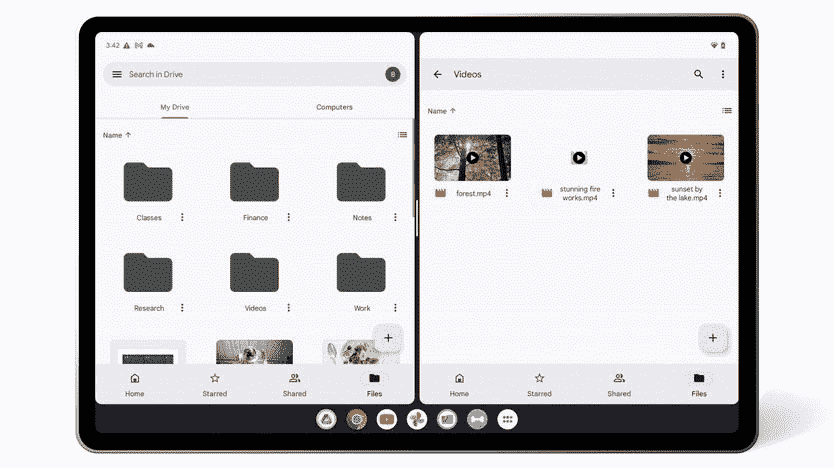 3:42
Search in Drive
B
My Drive
Computers
Name
Classes
Finance
Notes
Research
Videos
Work
Home
Starred
Shared
Files
Videos
Name
forest.mp4
stunning fire
works.mp4
sunset by
the lake.mp4
Home
Starred
Shared
Files